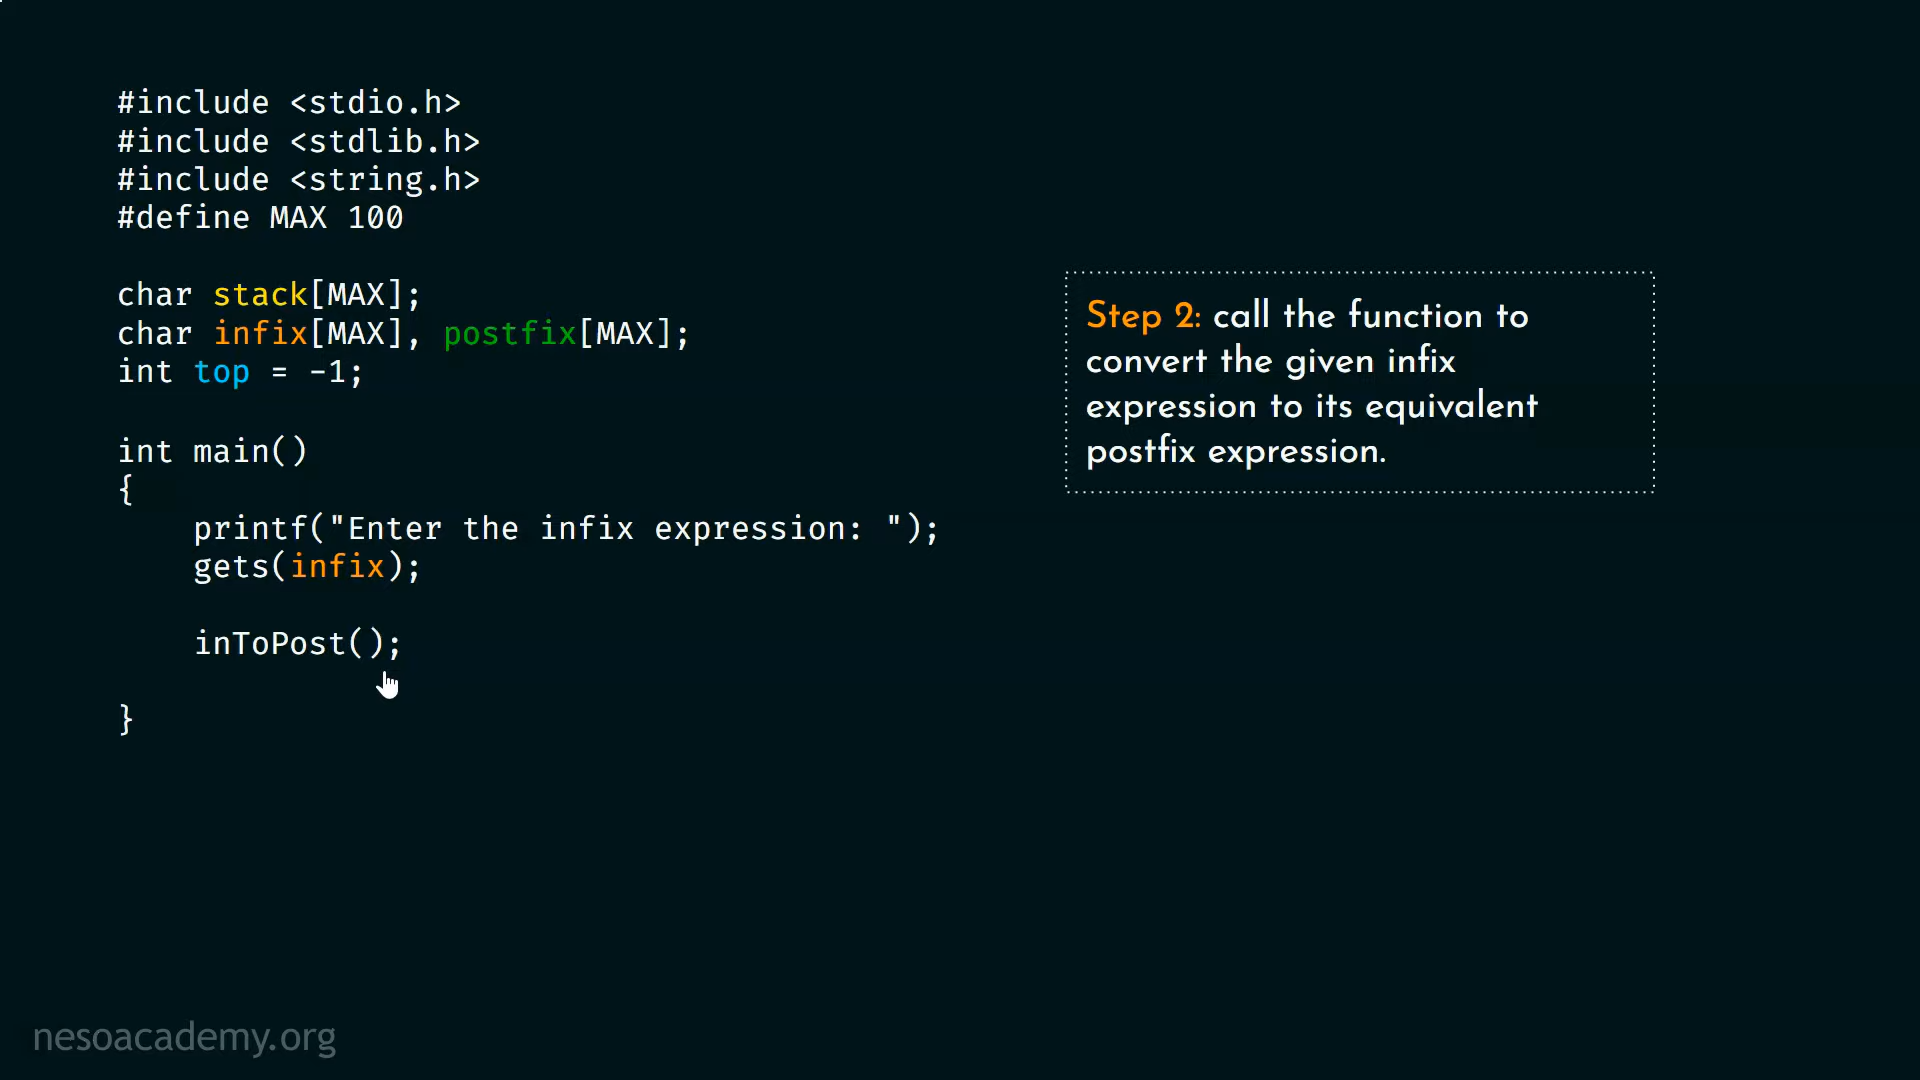 #include <stdio.h>
#include <stdlib.h>
#include <string.h>
#define MAX 100
char stack[MAX];
char infix[MAX], postfix[MAX];
int top = -1;
int main()
{
printf("Enter the infix expression: ");
gets(infix);
inToPost();
}
Step 2: call the function to
convert the given infix
expression to its equivalent
postfix expression.
nesoacademy.org